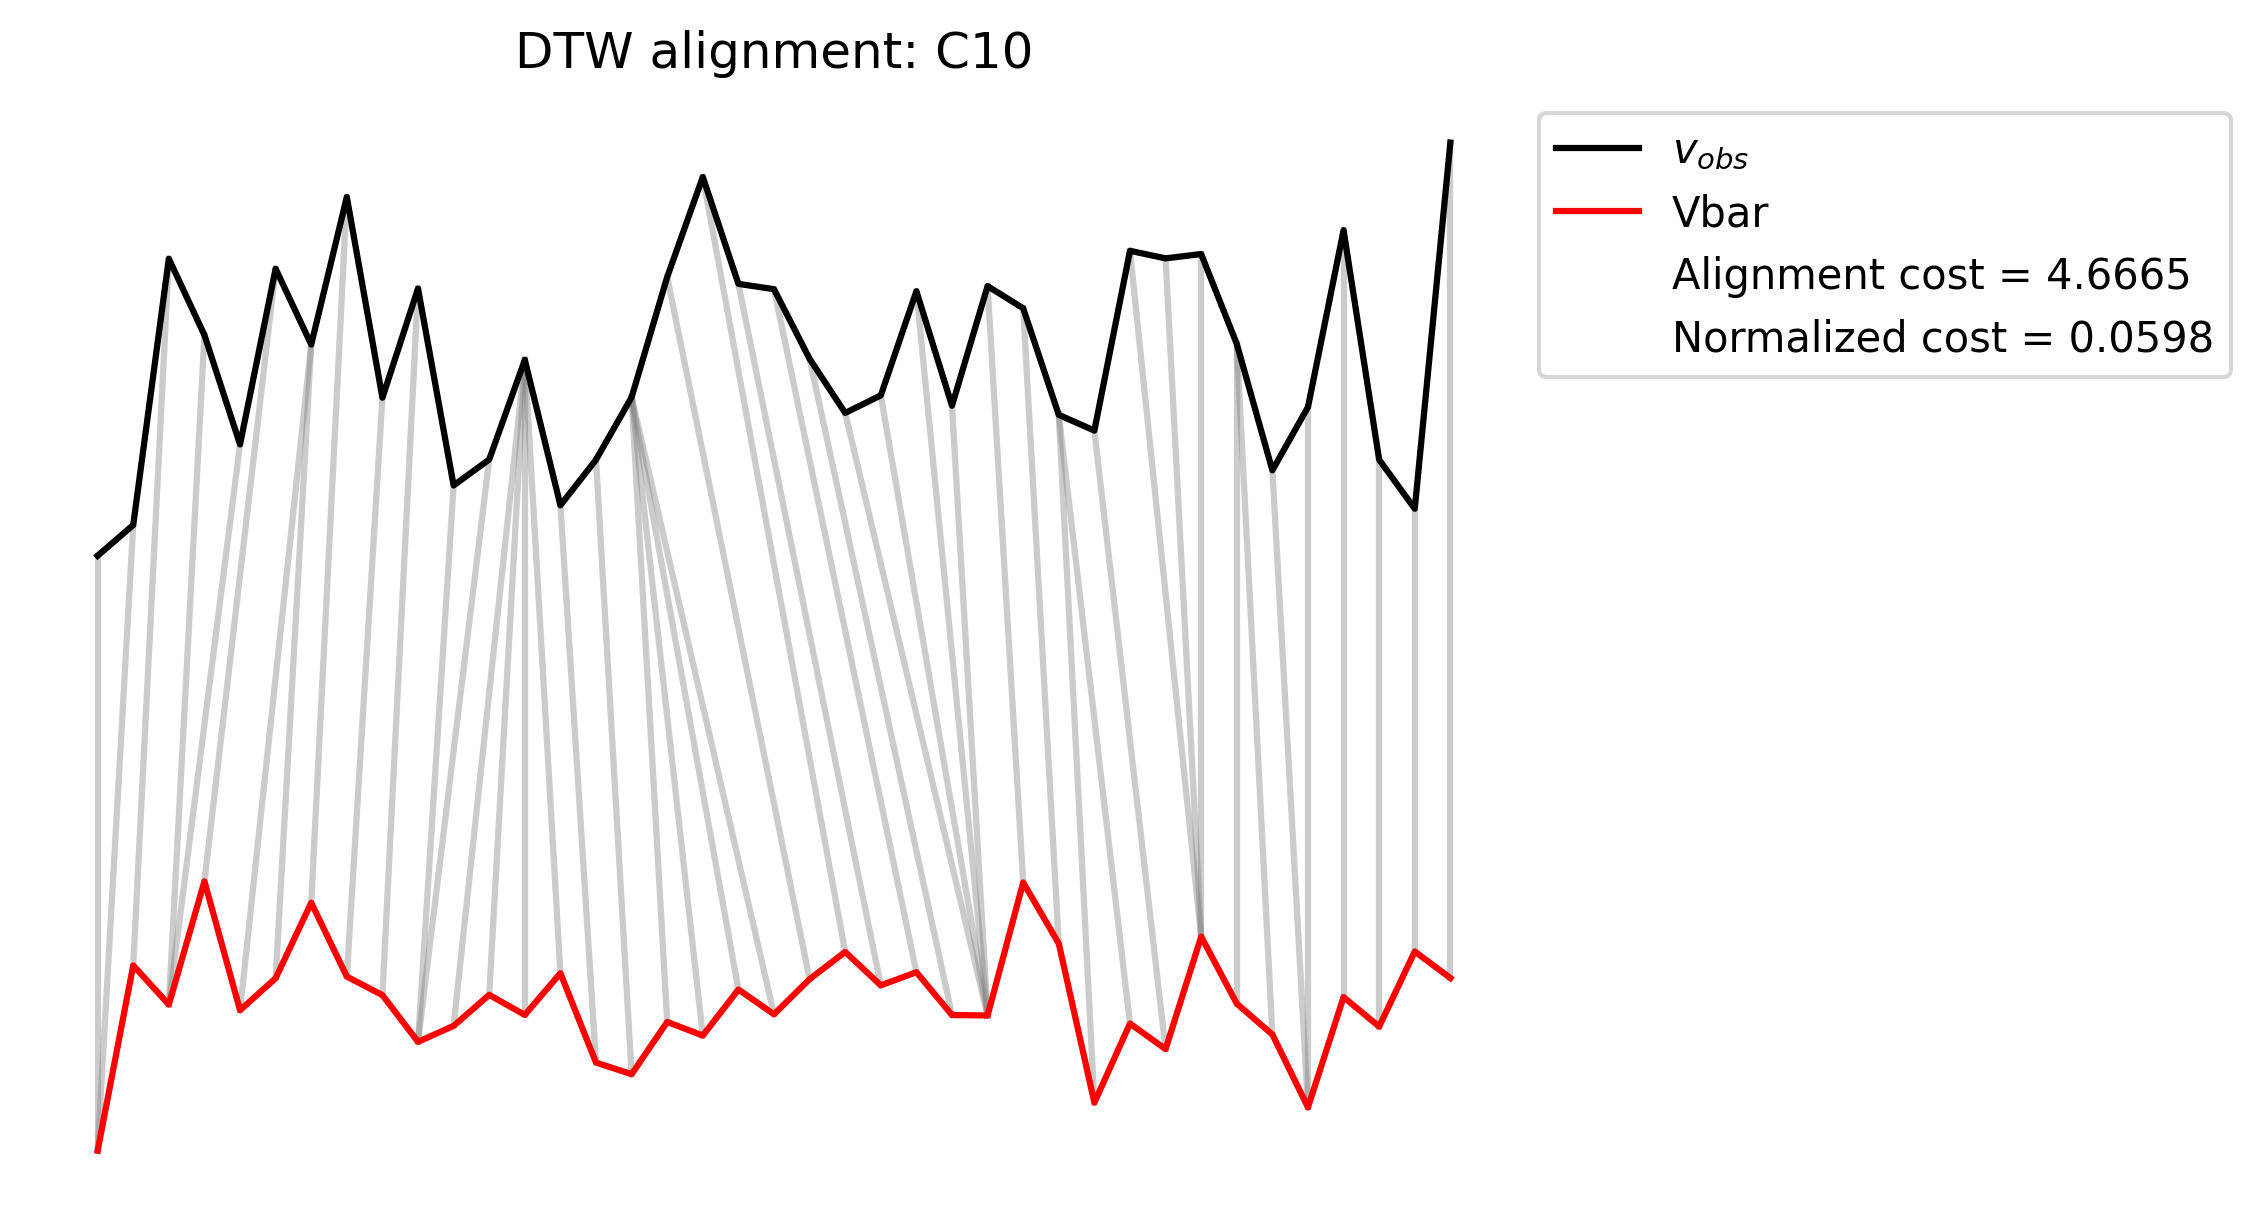 DTW alignment: C10
v_obs
Vbar
Alignment cost = 4.6665
Normalized cost = 0.0598